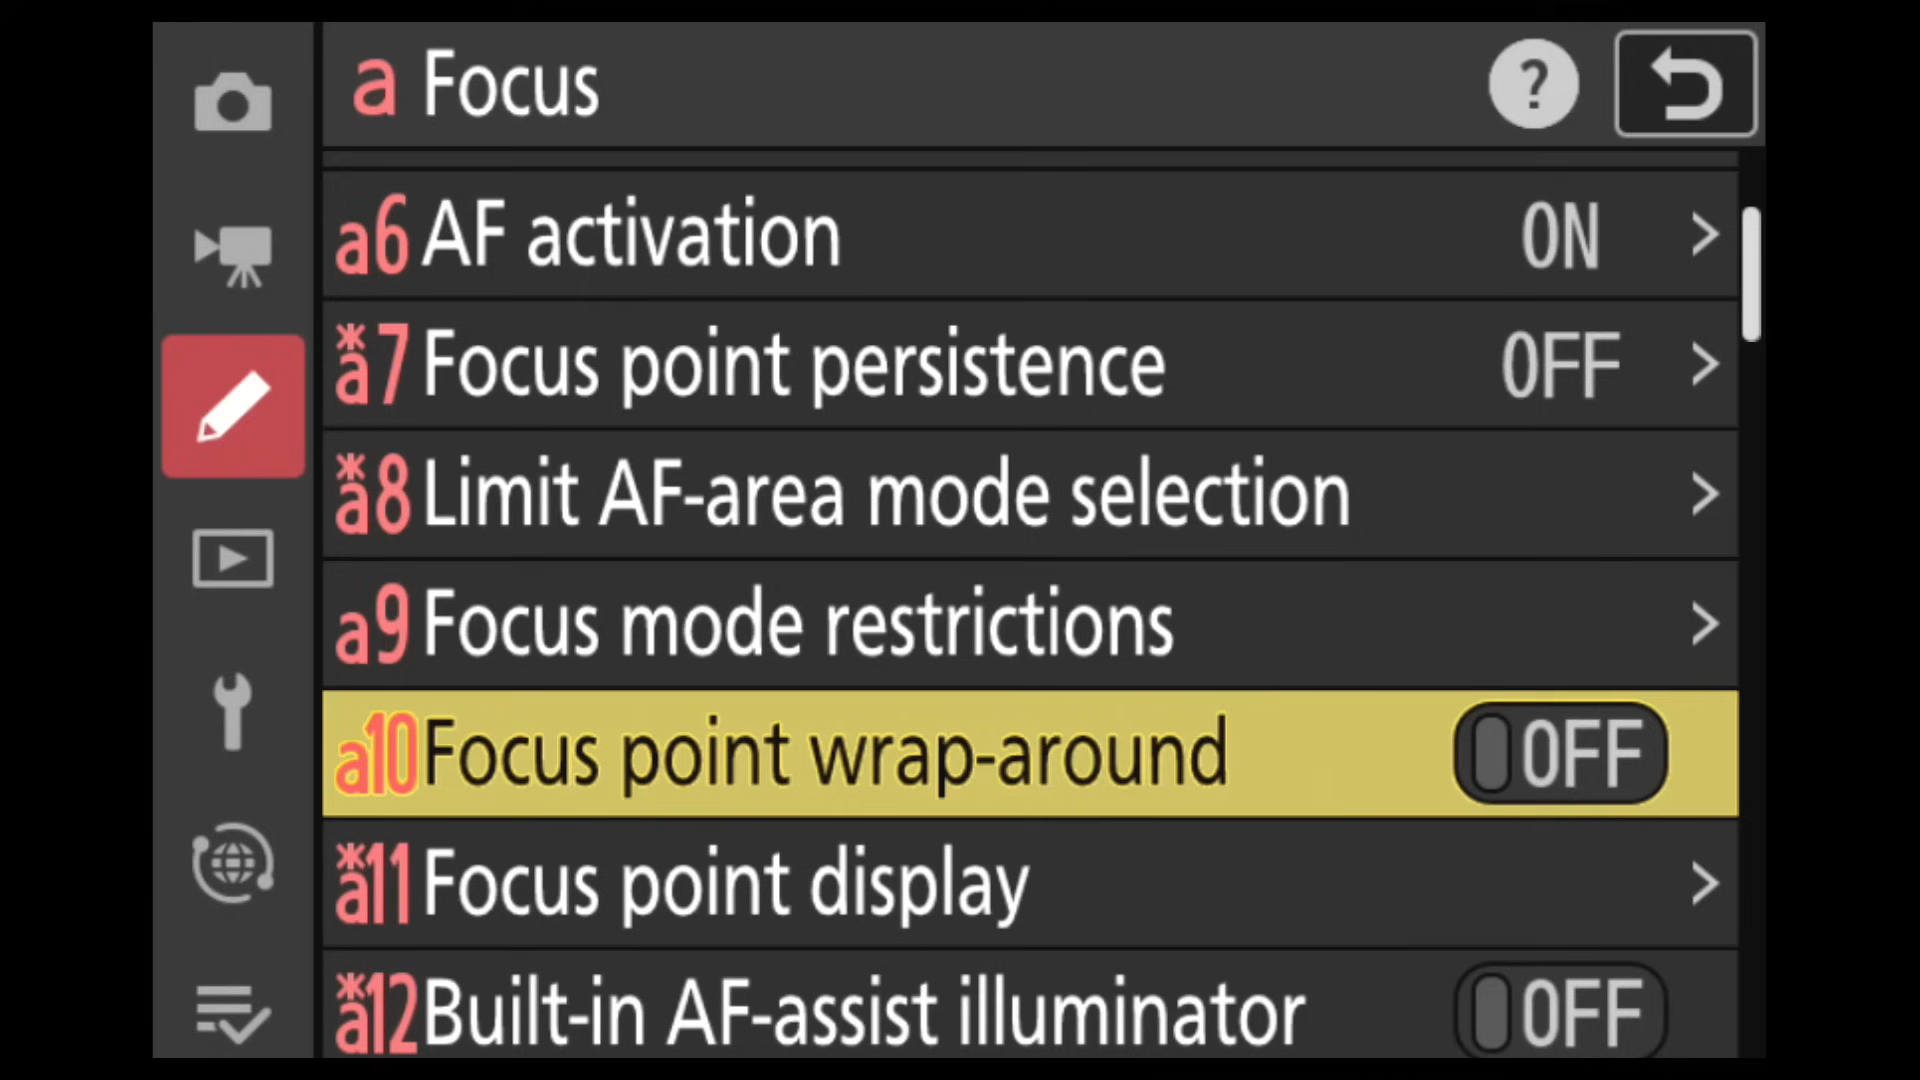 a Focus ?
a6 AF activation ON >
*a7 Focus point persistence OFF >
*a8 Limit AF-area mode selection >
a9 Focus mode restrictions >
a10 Focus point wrap-around OFF
*a11 Focus point display >
*a12 Built-in AF-assist illuminator OFF